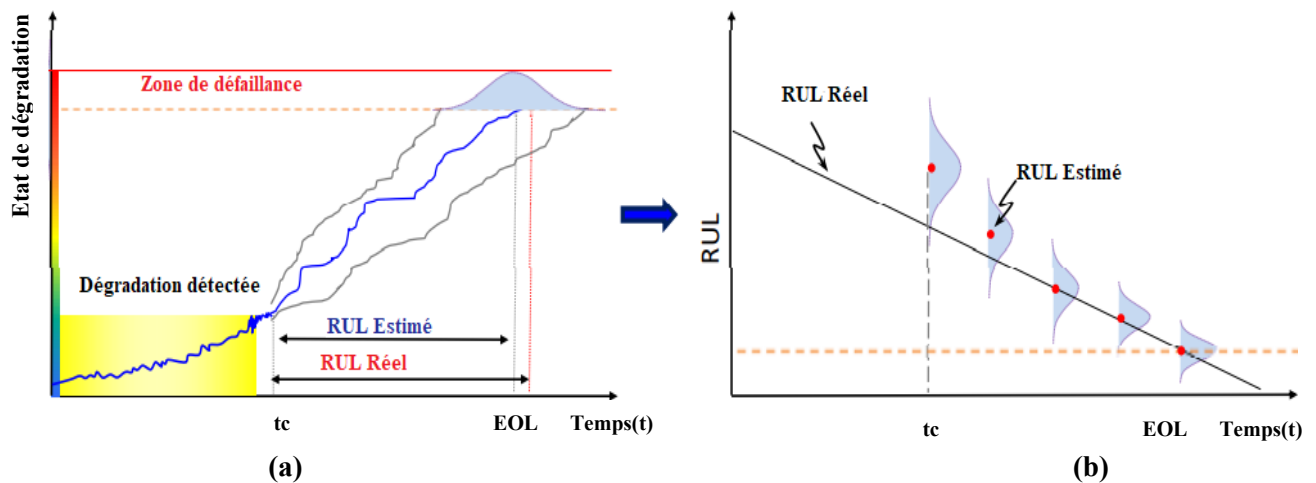 Etat de dégradation
Zone de défaillance
Dégradation détectée
RUL Estimé
RUL Réel
tc
EOL
Temps(t)
(a)
RUL
RUL Réel
RUL Estimé
tc
EOL
Temps(t)
(b)